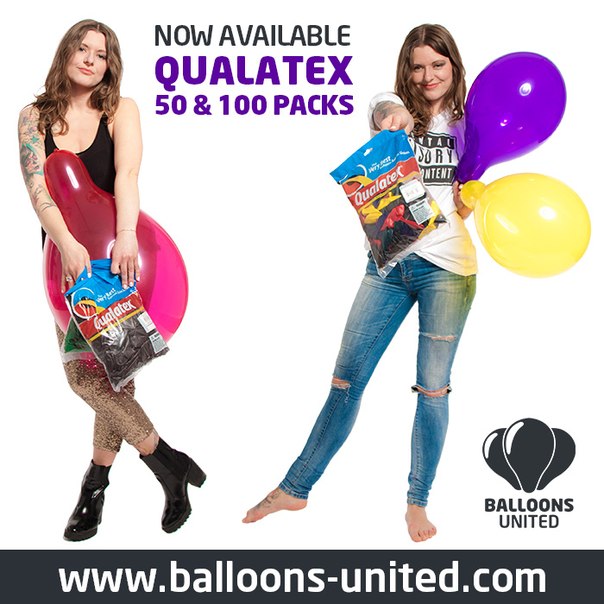 NOW AVAILABLE
QUALATEX
50 & 100 PACKS
Qualatex
Qualatex
BALLOONS
UNITED
www.balloons-united.com